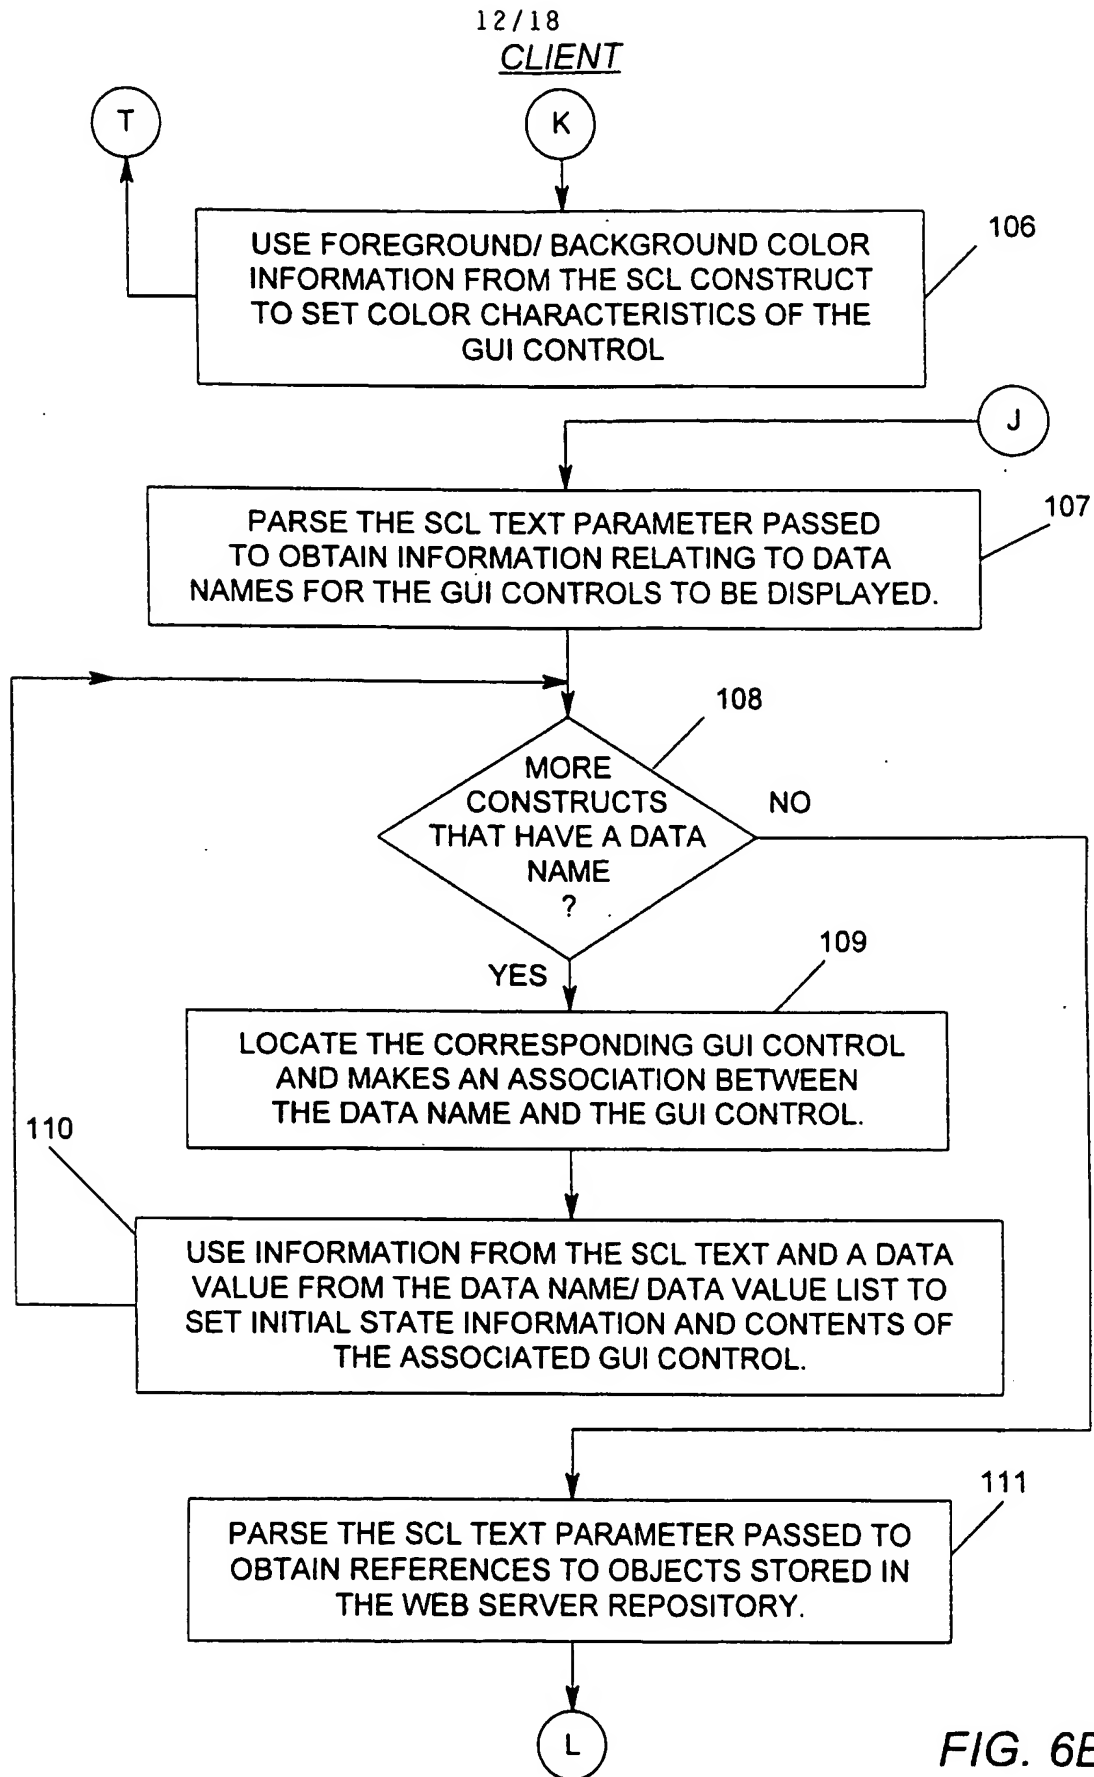 12/18
CLIENT
T
K
USE FOREGROUND/ BACKGROUND COLOR
INFORMATION FROM THE SCL CONSTRUCT
TO SET COLOR CHARACTERISTICS OF THE
GUI CONTROL
106
J
PARSE THE SCL TEXT PARAMETER PASSED
TO OBTAIN INFORMATION RELATING TO DATA
NAMES FOR THE GUI CONTROLS TO BE DISPLAYED.
107
108
MORE
CONSTRUCTS
THAT HAVE A DATA
NAME
?
NO
YES
109
LOCATE THE CORRESPONDING GUI CONTROL
AND MAKES AN ASSOCIATION BETWEEN
THE DATA NAME AND THE GUI CONTROL.
110
USE INFORMATION FROM THE SCL TEXT AND A DATA
VALUE FROM THE DATA NAME/ DATA VALUE LIST TO
SET INITIAL STATE INFORMATION AND CONTENTS OF
THE ASSOCIATED GUI CONTROL.
111
PARSE THE SCL TEXT PARAMETER PASSED TO
OBTAIN REFERENCES TO OBJECTS STORED IN
THE WEB SERVER REPOSITORY.
L
FIG. 6B